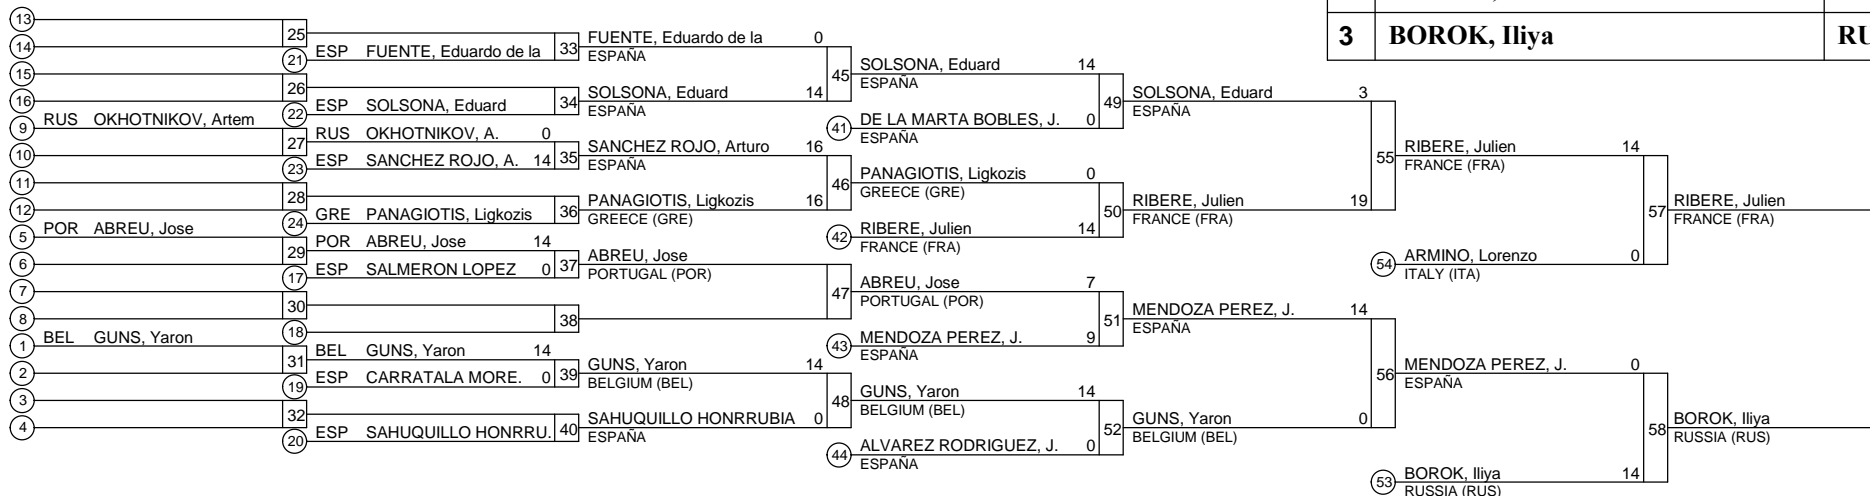 3 BOROK, Iliya RU
13
25 FUENTE, Eduardo de la 0
14
21 ESP FUENTE, Eduardo de la 33 ESPAÑA
45 SOLSONA, Eduard 14
ESPAÑA
15
26 SOLSONA, Eduard 14
16
22 ESP SOLSONA, Eduard 34 ESPAÑA
49 SOLSONA, Eduard 3
ESPAÑA
9 RUS OKHOTNIKOV, Artem
41 DE LA MARTA BOBLES, J. 0
ESPAÑA
27 RUS OKHOTNIKOV, A. 0
10
23 ESP SANCHEZ ROJO, A. 14 35 SANCHEZ ROJO, Arturo 16
ESPAÑA
55 RIBERE, Julien 14
FRANCE (FRA)
46 PANAGIOTIS, Ligkozis 0
GREECE (GRE)
11
28
12
24 GRE PANAGIOTIS, Ligkozis 36 PANAGIOTIS, Ligkozis 16
GREECE (GRE)
50 RIBERE, Julien 19
FRANCE (FRA)
42 RIBERE, Julien 14
FRANCE (FRA)
57 RIBERE, Julien
FRANCE (FRA)
5 POR ABREU, Jose
29 POR ABREU, Jose 14
6
17 ESP SALMERON LOPEZ 0 37 ABREU, Jose
PORTUGAL (POR)
54 ARMINO, Lorenzo 0
ITALY (ITA)
47 ABREU, Jose 7
PORTUGAL (POR)
7
30
8
18
38
51 MENDOZA PEREZ, J. 14
ESPAÑA
43 MENDOZA PEREZ, J. 9
ESPAÑA
1 BEL GUNS, Yaron
31 BEL GUNS, Yaron 14
2
19 ESP CARRATALA MORE. 0 39 GUNS, Yaron 14
BELGIUM (BEL)
56 MENDOZA PEREZ, J. 0
ESPAÑA
48 GUNS, Yaron 14
BELGIUM (BEL)
3
32
4
20 ESP SAHUQUILLO HONRRU. 40 SAHUQUILLO HONRRUBIA 0
ESPAÑA
52 GUNS, Yaron 0
BELGIUM (BEL)
44 ALVAREZ RODRIGUEZ, J. 0
ESPAÑA
58 BOROK, Iliya
RUSSIA (RUS)
53 BOROK, Iliya 14
RUSSIA (RUS)